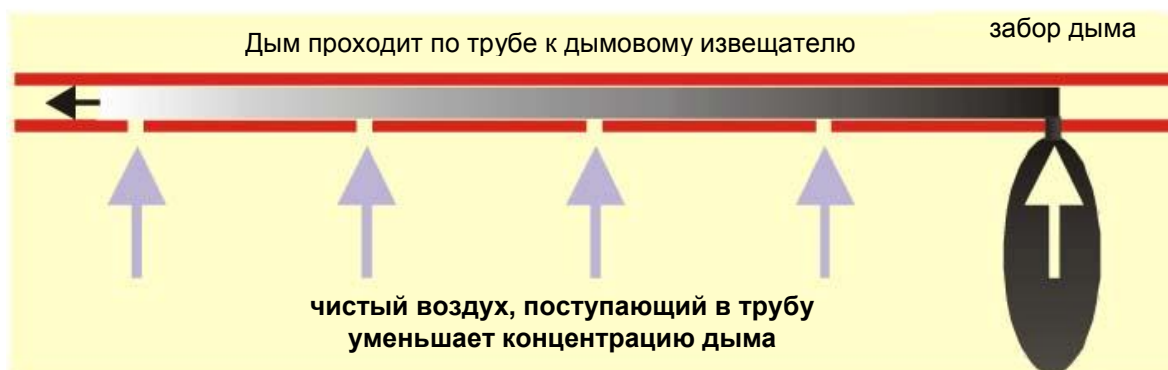 забор дыма
Дым проходит по трубе к дымовому извещателю
чистый воздух, поступающий в трубу
уменьшает концентрацию дыма